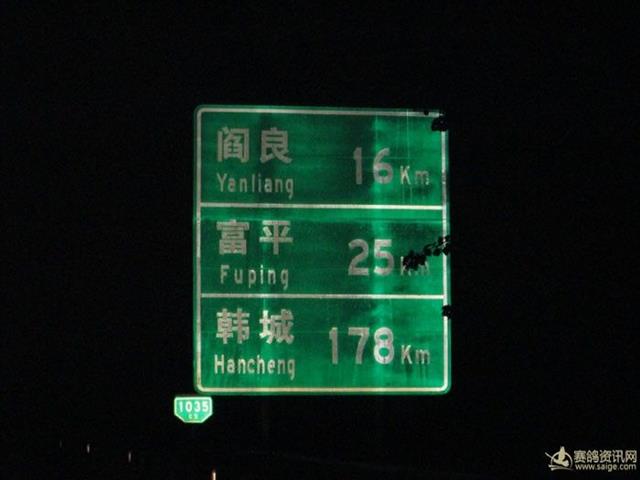 阎良 16 Km
Yanliang
富平 25 Km
Fuping
韩城 178 Km
Hancheng
1035
赛鸽资讯网
www.saige.com